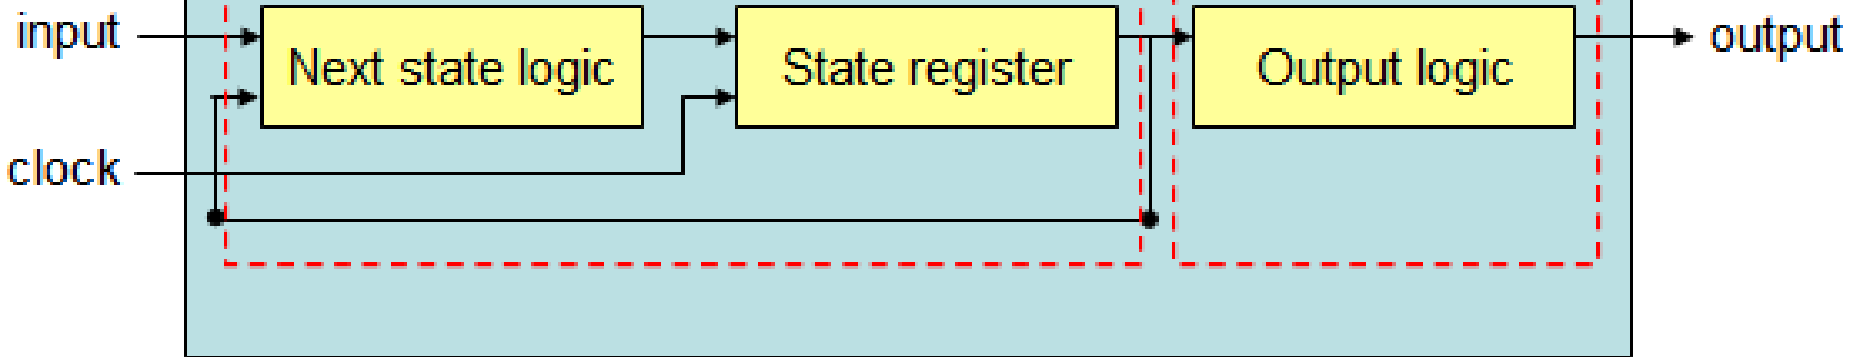 input
Next state logic
State register
Output logic
output
clock